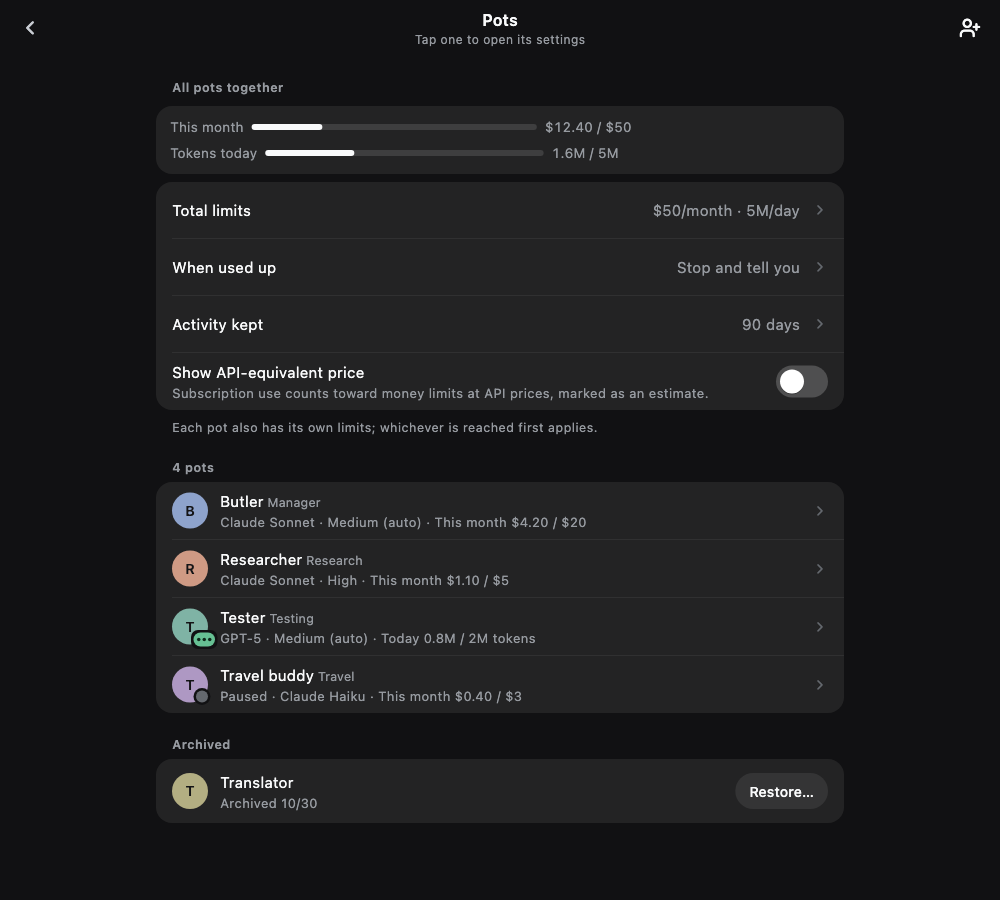 Pots
Tap one to open its settings
All pots together
This month $12.40 / $50
Tokens today 1.6M / 5M
Total limits $50/month · 5M/day
When used up Stop and tell you
Activity kept 90 days
Show API-equivalent price
Subscription use counts toward money limits at API prices, marked as an estimate.
Each pot also has its own limits; whichever is reached first applies.
4 pots
B
Butler Manager
Claude Sonnet · Medium (auto) · This month $4.20 / $20
R
Researcher Research
Claude Sonnet · High · This month $1.10 / $5
T
Tester Testing
GPT-5 · Medium (auto) · Today 0.8M / 2M tokens
T
Travel buddy Travel
Paused · Claude Haiku · This month $0.40 / $3
Archived
T
Translator
Archived 10/30
Restore...